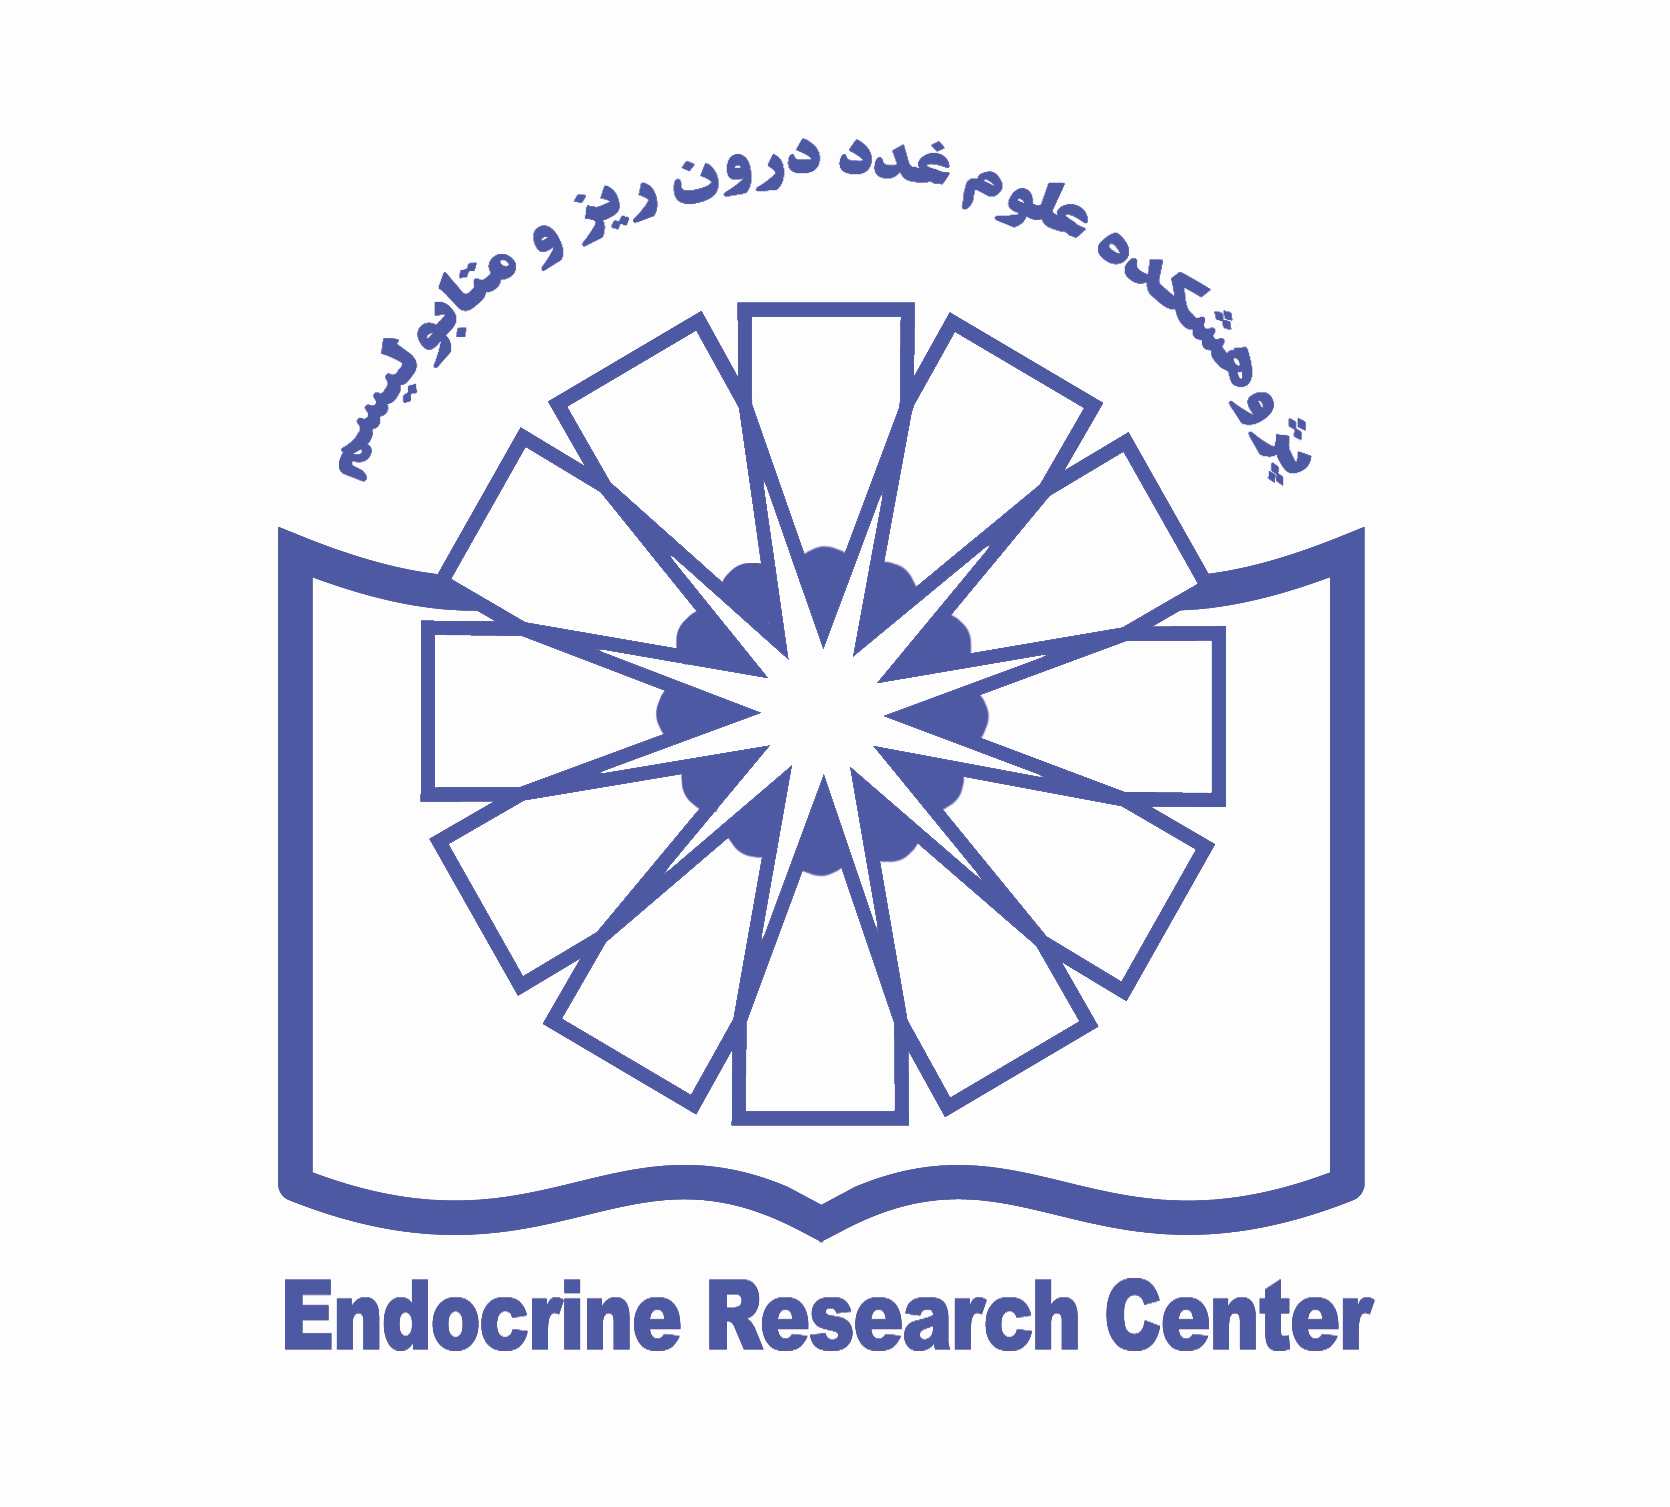 پژوهشکده علوم غدد درون ریز و متابولیسم
Endocrine Research Center